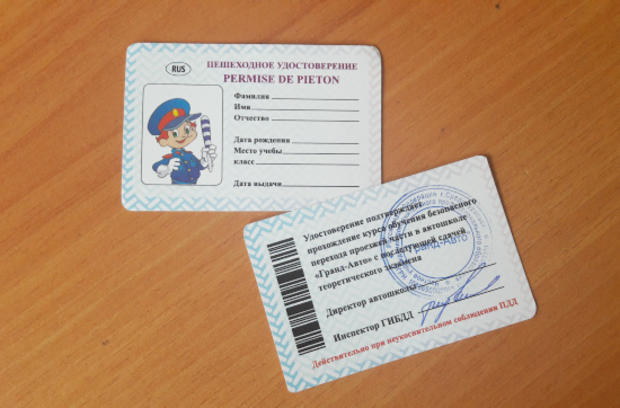 RUS
ПЕШЕХОДНОЕ УДОСТОВЕРЕНИЕ
PERMISE DE PIETON
Фамилия
Имя
Отчество
Дата рождения
Место учебы
класс
Дата выдачи
Удостоверение подтверждает
прохождение курса обучения безопасного
перехода проезжей части в автошколе
«Гранд-Авто» с последующей сдачей
теоретического экзамена
Директор автошколы
Инспектор ГИБДД
Действительно при неукоснительном соблюдении ПДД
Гранд-Авто